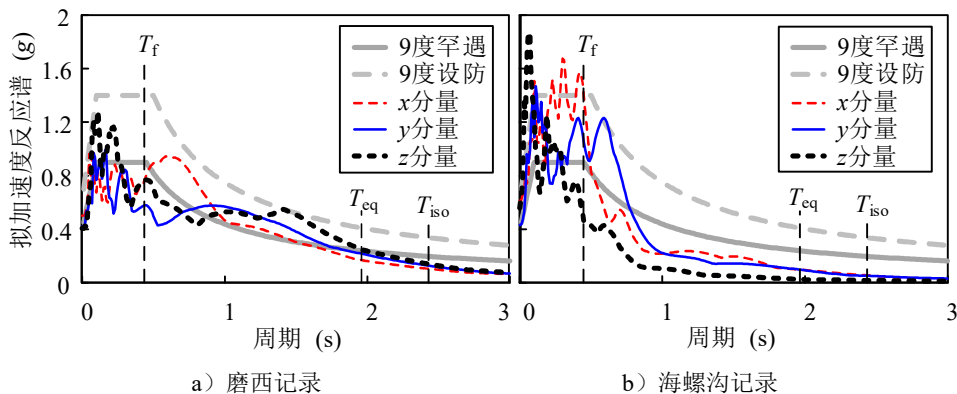 拟加速度反应谱 (g)
2
1.6
1.2
0.8
0.4
0
T_f
T_eq
T_iso
9度罕遇
9度设防
x分量
y分量
z分量
0 1 2 3
周期 (s)
a）磨西记录
T_f
T_eq
T_iso
9度罕遇
9度设防
x分量
y分量
z分量
0 1 2 3
周期 (s)
b）海螺沟记录